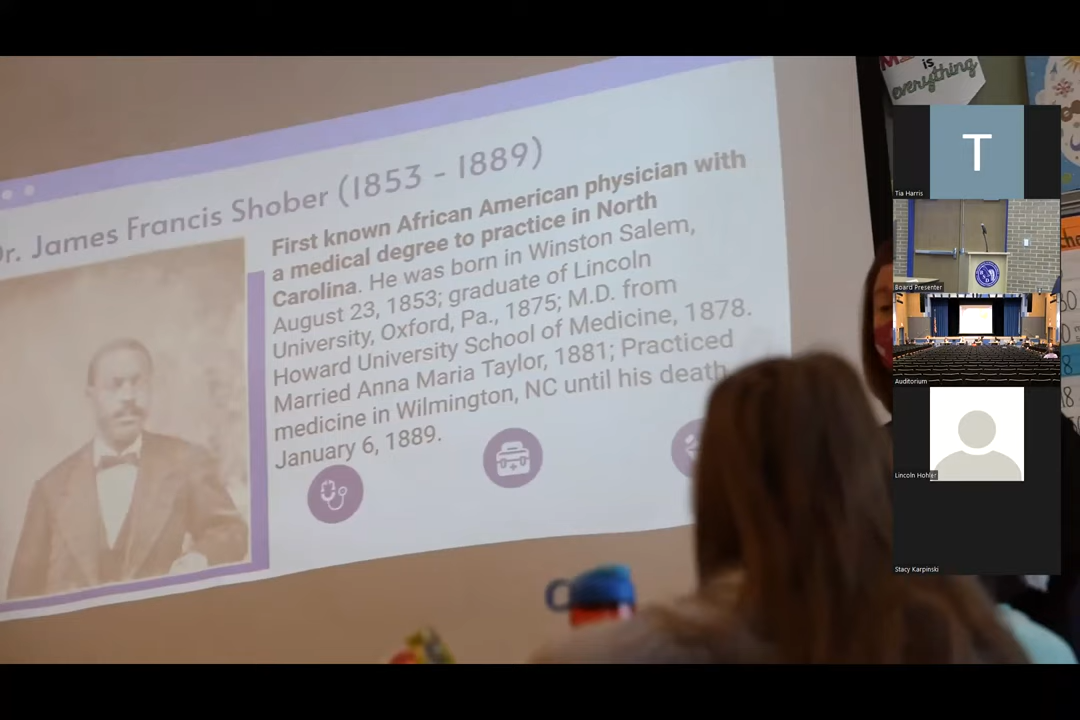 Dr. James Francis Shober (1853 - 1889)
First known African American physician with
a medical degree to practice in North
Carolina. He was born in Winston Salem,
August 23, 1853; graduate of Lincoln
University, Oxford, Pa., 1875; M.D. from
Howard University School of Medicine, 1878.
Married Anna Maria Taylor, 1881; Practiced
medicine in Wilmington, NC until his death
January 6, 1889.
is
everything
T
Tia Harris
Board Presenter
Auditorium
Lincoln Hohler
Stacy Karpinski